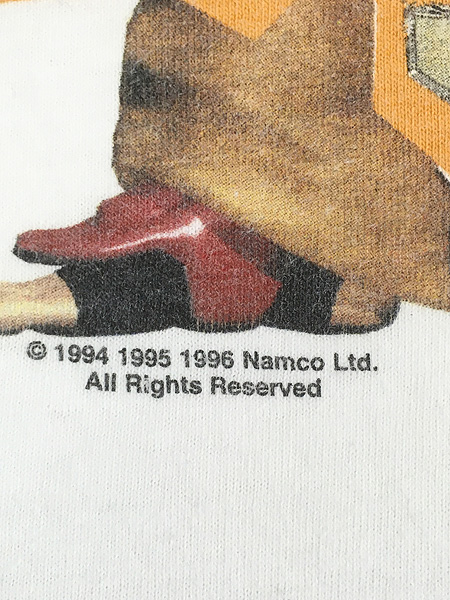 © 1994 1995 1996 Namco Ltd.
All Rights Reserved